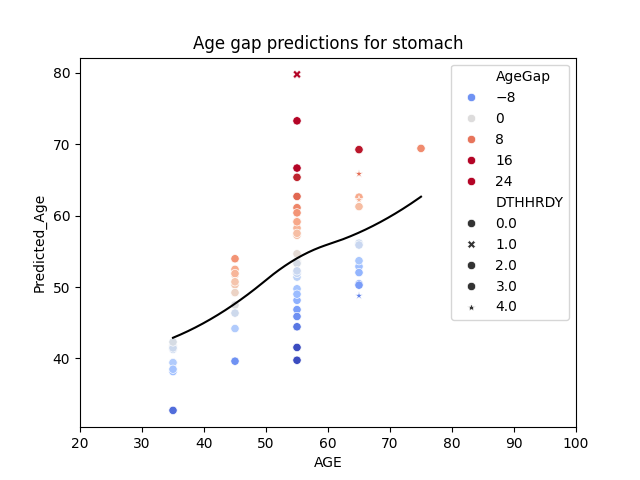 Age gap predictions for stomach
80
70
60
50
40
Predicted_Age
20 30 40 50 60 70 80 90 100
AGE
AgeGap
−8
0
8
16
24
DTHHRDY
0.0
1.0
2.0
3.0
4.0